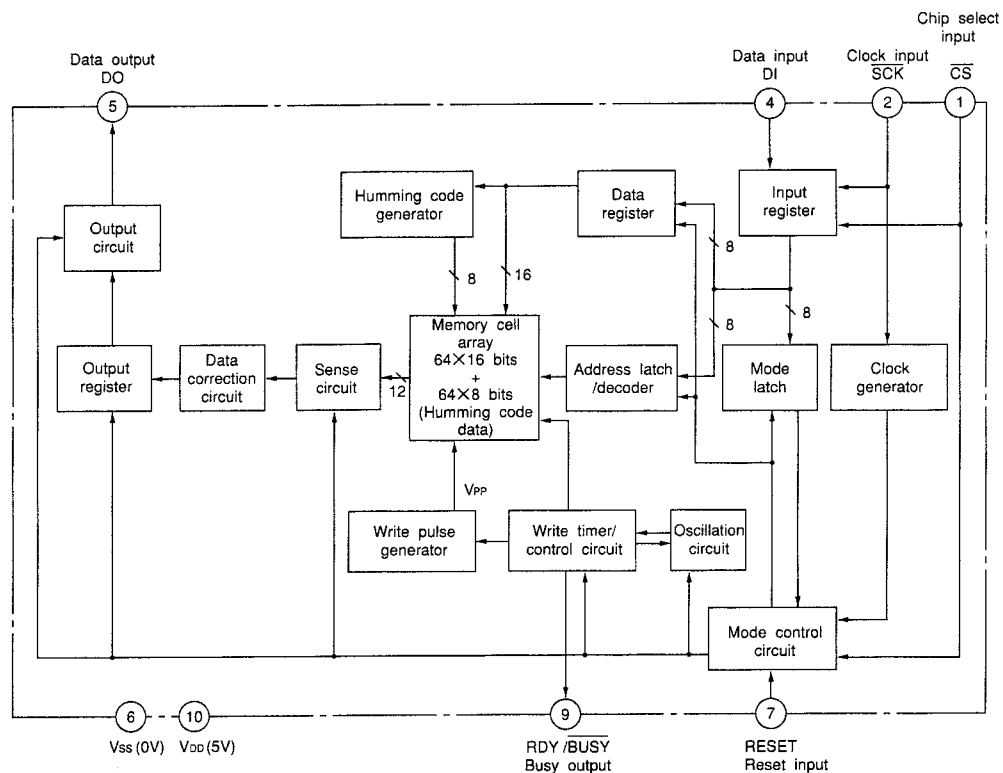 Chip select
input
Data output
DO
Data input
DI
Clock input
S̅C̅K̅
C̅S̅
5
4
2
1
Humming code
generator
Data
register
Input
register
Output
circuit
8
16
8
8
8
Output
register
Data
correction
circuit
Sense
circuit
12
Memory cell
array
64×16 bits
+
64×8 bits
(Humming code
data)
Address latch
/decoder
Mode
latch
Clock
generator
VPP
Write pulse
generator
Write timer/
control circuit
Oscillation
circuit
Mode control
circuit
6
10
9
7
VSS (0V)
VDD (5V)
RDY /B̅U̅S̅Y̅
Busy output
RESET
Reset input